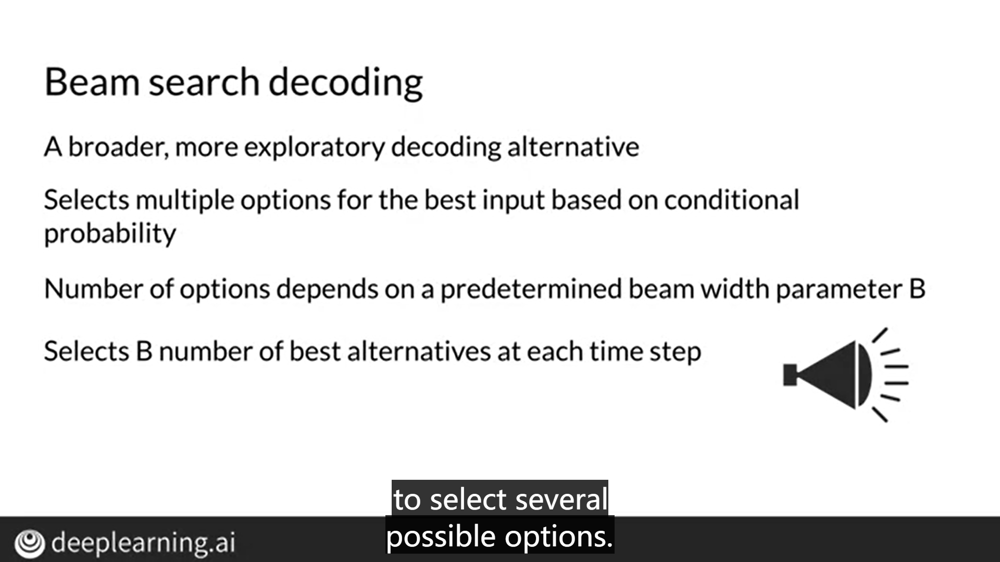 Beam search decoding
A broader, more exploratory decoding alternative
Selects multiple options for the best input based on conditional
probability
Number of options depends on a predetermined beam width parameter B
Selects B number of best alternatives at each time step
to select several
possible options.
deeplearning.ai